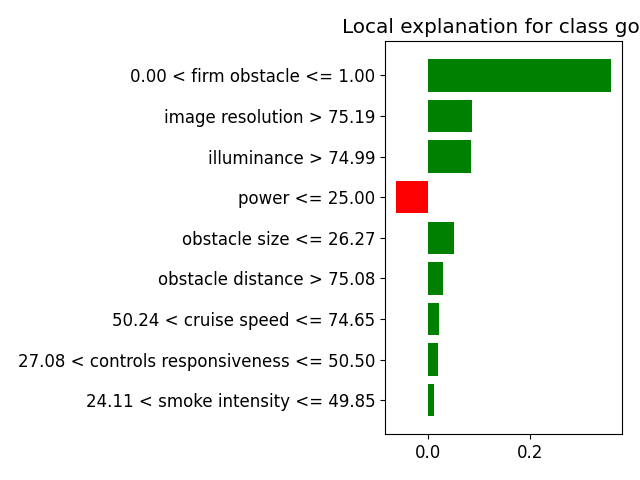 Local explanation for class go
0.00 < firm obstacle <= 1.00
image resolution > 75.19
illuminance > 74.99
power <= 25.00
obstacle size <= 26.27
obstacle distance > 75.08
50.24 < cruise speed <= 74.65
27.08 < controls responsiveness <= 50.50
24.11 < smoke intensity <= 49.85
0.0 0.2